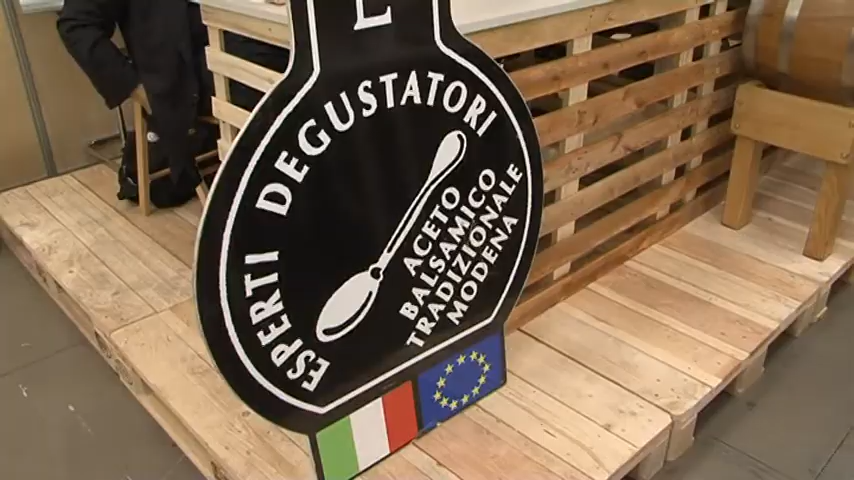 E
ESPERTI DEGUSTATORI
ACETO
BALSAMICO
TRADIZIONALE
MODENA